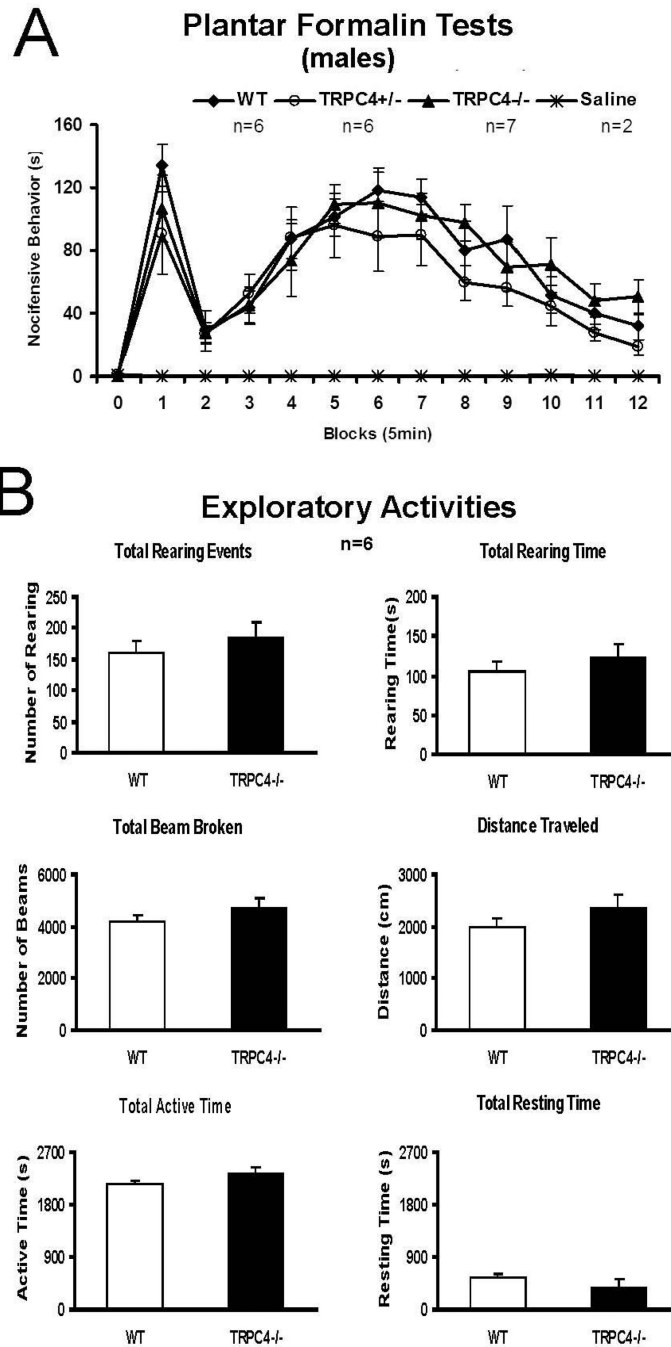 A
Plantar Formalin Tests
(males)
WT TRPC4+/- TRPC4-/- Saline
n=6 n=6 n=7 n=2
Nocifensive Behavior (s)
160
120
80
40
0
0 1 2 3 4 5 6 7 8 9 10 11 12
Blocks (5min)
B
Exploratory Activities
n=6
Total Rearing Events
Number of Rearing
250
200
150
100
50
0
WT TRPC4-/-
Total Rearing Time
Rearing Time(s)
200
150
100
50
0
WT TRPC4-/-
Total Beam Broken
Number of Beams
6000
4000
2000
0
WT TRPC4-/-
Distance Traveled
Distance (cm)
3000
2000
1000
0
WT TRPC4-/-
Total Active Time
Active Time (s)
2700
1800
900
0
WT TRPC4-/-
Total Resting Time
Resting Time (s)
2700
1800
900
0
WT TRPC4-/-